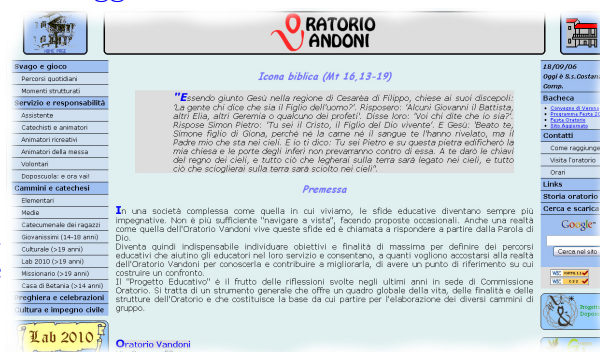 ORATORIO
VANDONI
Svago e gioco
Percorsi quotidiani
Momenti strutturati
Servizio e responsabilità
Assistente
Catechisti e animatori
Animatori ricreativi
Animatori della messa
Volontari
Doposcuola: e ora vai!
Cammini e catechesi
Elementari
Medie
Catecumenale dei ragazzi
Giovanissimi (14-18 anni)
Culturale (>19 anni)
Lab 2010 (>19 anni)
Missionario (>19 anni)
Casa di Betania (>14 anni)
Preghiera e celebrazioni
Cultura e impegno civile
Lab 2010
Icona biblica (Mt 16,13-19)
"Essendo giunto Gesù nella regione di Cesarèa di Filippo, chiese ai suoi discepoli:
'La gente chi dice che sia il Figlio dell'uomo?'. Risposero: 'Alcuni Giovanni il Battista,
altri Elia, altri Geremia o qualcuno dei profeti'. Disse loro: 'Voi chi dite che io sia?'.
Rispose Simon Pietro: 'Tu sei il Cristo, il Figlio del Dio vivente'. E Gesù: 'Beato te,
Simone figlio di Giona, perché né la carne né il sangue te l'hanno rivelato, ma il
Padre mio che sta nei cieli. E io ti dico: Tu sei Pietro e su questa pietra edificherò la
mia chiesa e le porte degli inferi non prevarranno contro di essa. A te darò le chiavi
del regno dei cieli, e tutto ciò che legherai sulla terra sarà legato nei cieli, e tutto
ciò che scioglierai sulla terra sarà sciolto nei cieli".
Premessa
In una società complessa come quella in cui viviamo, le sfide educative diventano sempre più
impegnative. Non è più sufficiente "navigare a vista", facendo proposte occasionali. Anche una realtà
come quella dell'Oratorio Vandoni vive queste sfide ed è chiamata a rispondere a partire dalla Parola di
Dio.
Diventa quindi indispensabile individuare obiettivi e finalità di massima per definire dei percorsi
educativi che aiutino gli educatori nel loro servizio e consentano, a quanti vogliono accostarsi alla realtà
dell'Oratorio Vandoni per conoscerla e contribuire a migliorarla, di avere un punto di riferimento su cui
costruire un confronto.
Il "Progetto Educativo" è il frutto delle riflessioni svolte negli ultimi anni in sede di Commissione
Oratorio. Si tratta di un strumento generale che offre un quadro globale della vita, delle finalità e delle
strutture dell'Oratorio e che costituisce la base da cui partire per l'elaborazione dei diversi cammini di
gruppo.
Oratorio Vandoni
18/09/06
Oggi è S.s.Costan
Comp.
Bacheca
Convegno di Verona
Programma Festa 20
Festa Oratorio
Sito Aggiornato
Contatti
Come raggiunge
Visita l'oratorio
Orari
Links
Storia oratorio
Cerca e scarica
Google
Cerca nel sito
W3C
W3C
Progetto
Dopos